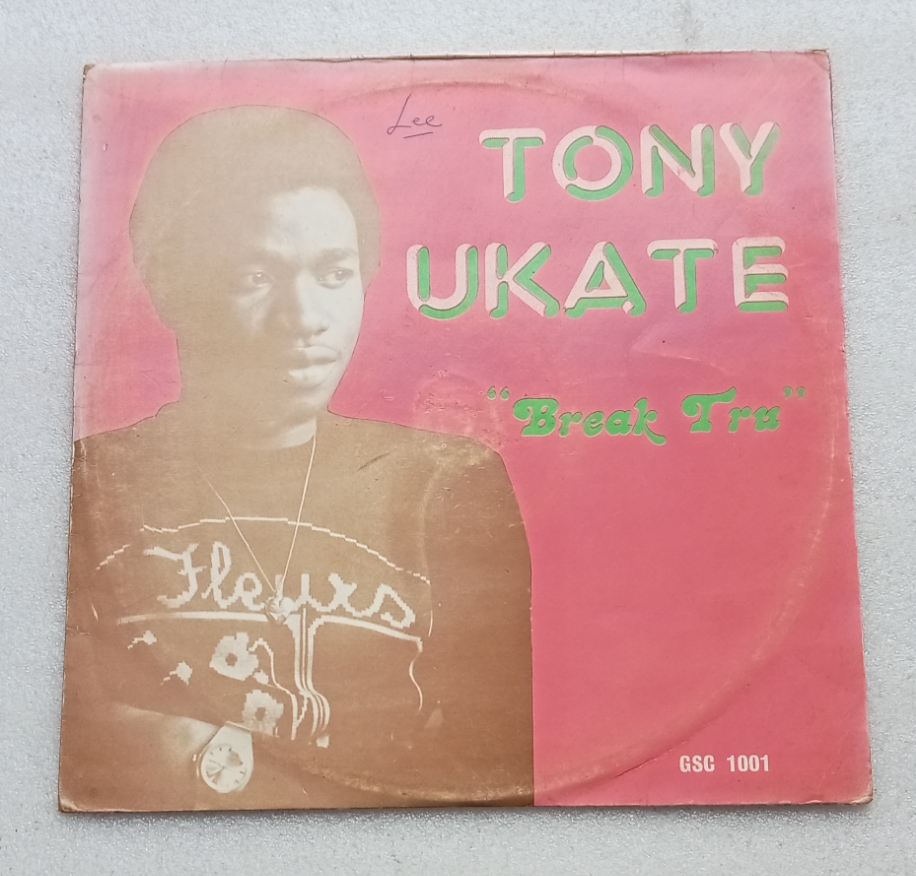 Lee
TONY
UKATE
"Break Tru"
Fleurs
GSC 1001